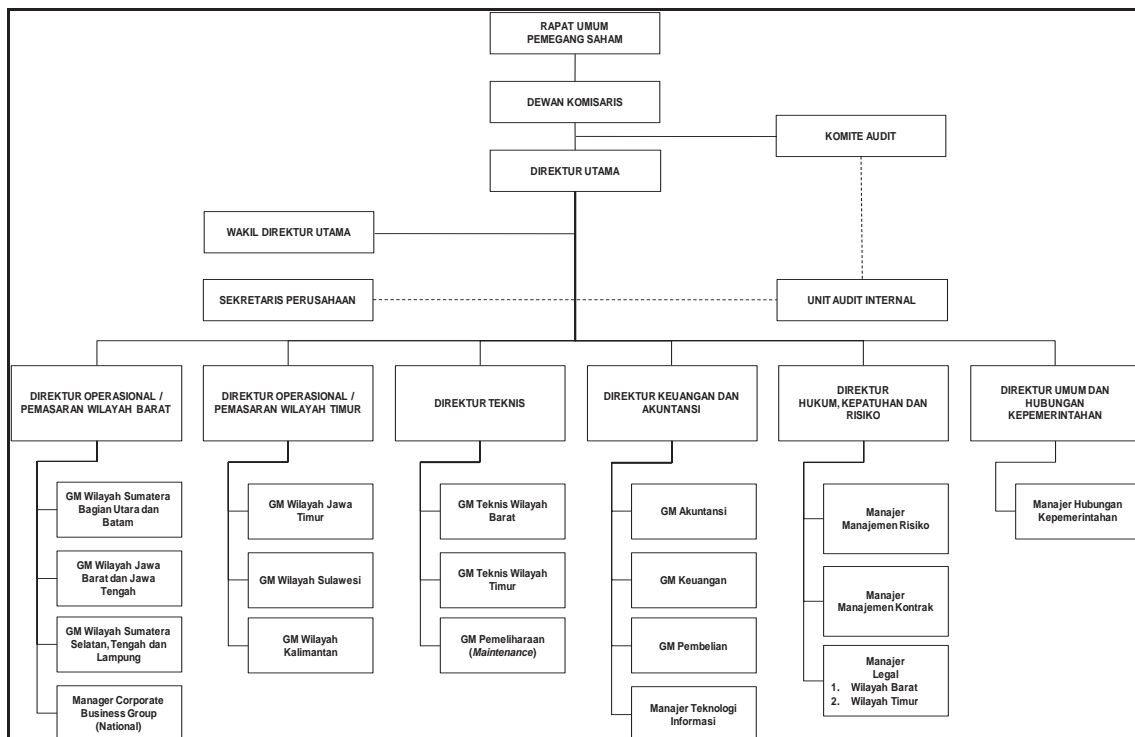 RAPAT UMUM
PEMEGANG SAHAM
DEWAN KOMISARIS
KOMITE AUDIT
DIREKTUR UTAMA
WAKIL DIREKTUR UTAMA
SEKRETARIS PERUSAHAAN
UNIT AUDIT INTERNAL
DIREKTUR OPERASIONAL /
PEMASARAN WILAYAH BARAT
DIREKTUR OPERASIONAL /
PEMASARAN WILAYAH TIMUR
DIREKTUR TEKNIS
DIREKTUR KEUANGAN DAN
AKUNTANSI
DIREKTUR
HUKUM, KEPATUHAN DAN
RISIKO
DIREKTUR UMUM DAN
HUBUNGAN
KEPEMERINTAHAN
GM Wilayah Sumatera
Bagian Utara dan
Batam
GM Wilayah Jawa
Barat dan Jawa
Tengah
GM Wilayah Sumatera
Selatan, Tengah dan
Lampung
Manager Corporate
Business Group
(National)
GM Wilayah Jawa
Timur
GM Wilayah Sulawesi
GM Wilayah
Kalimantan
GM Teknis Wilayah
Barat
GM Teknis Wilayah
Timur
GM Pemeliharaan
(Maintenance)
GM Akuntansi
GM Keuangan
GM Pembelian
Manajer Teknologi
Informasi
Manajer
Manajemen Risiko
Manajer
Manajemen Kontrak
Manajer
Legal
1. Wilayah Barat
2. Wilayah Timur
Manajer Hubungan
Kepemerintahan